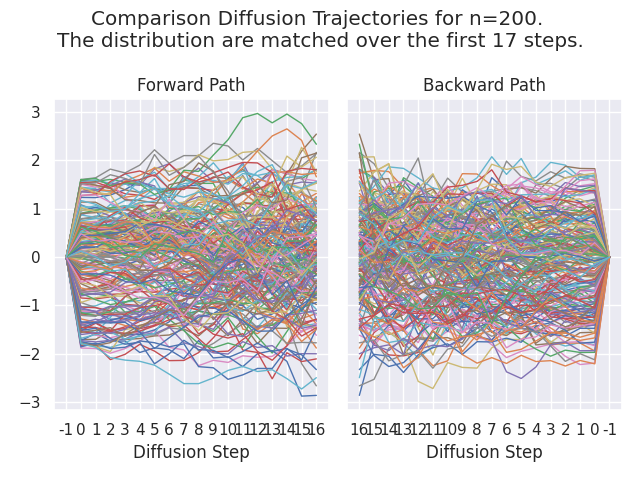 Comparison Diffusion Trajectories for n=200.
The distribution are matched over the first 17 steps.
Forward Path
Backward Path
3
2
1
0
−1
−2
−3
-1 0 1 2 3 4 5 6 7 8 9 10 11 12 13 14 15 16
16 15 14 13 12 11 10 9 8 7 6 5 4 3 2 1 0 -1
Diffusion Step
Diffusion Step